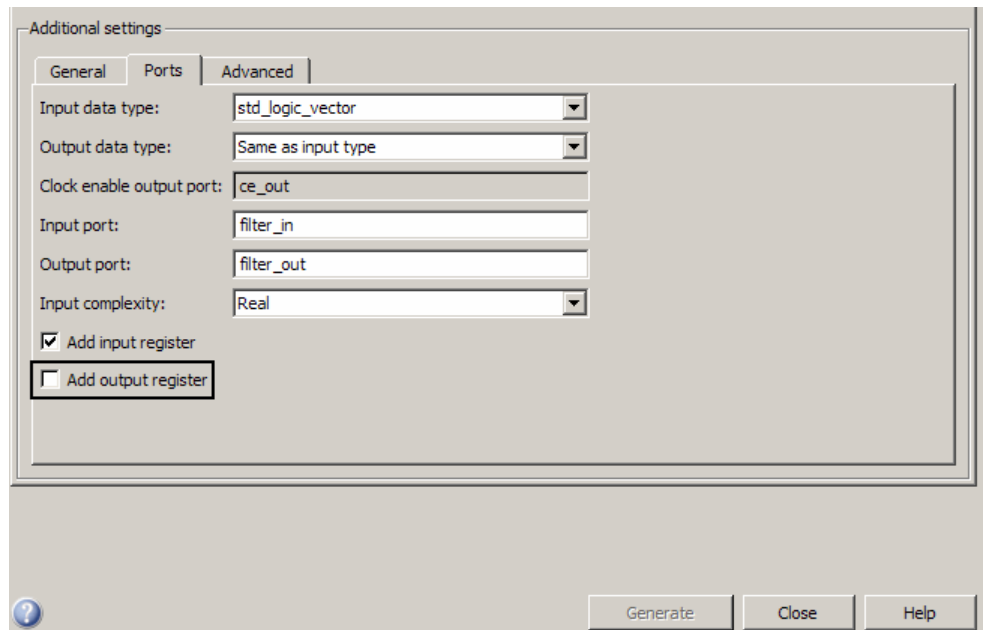 Additional settings
General Ports Advanced
Input data type: std_logic_vector
Output data type: Same as input type
Clock enable output port: ce_out
Input port: filter_in
Output port: filter_out
Input complexity: Real
Add input register
Add output register
?
Generate Close Help